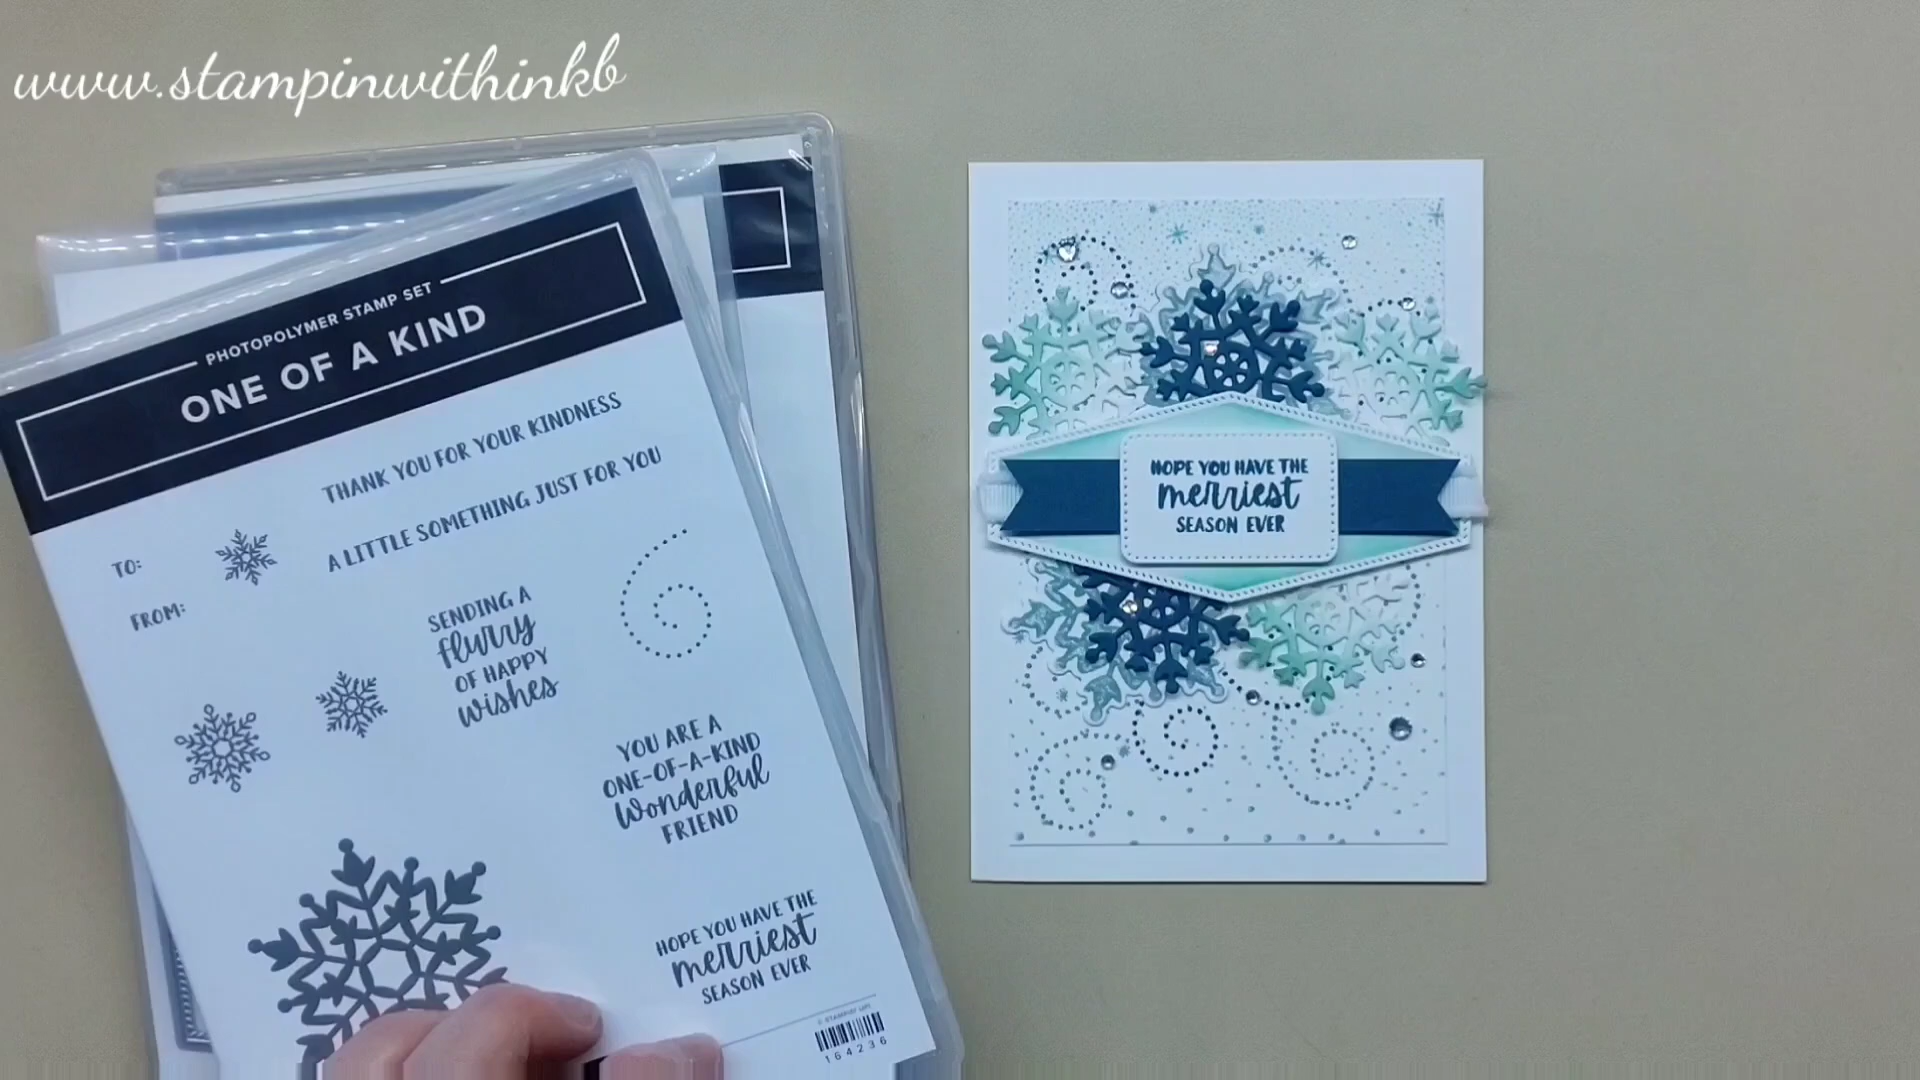 www.stampinwithinkb
PHOTOPOLYMER STAMP SET
ONE OF A KIND
THANK YOU FOR YOUR KINDNESS
A LITTLE SOMETHING JUST FOR YOU
TO:
FROM:
SENDING A
flurry
OF HAPPY
wishes
YOU ARE A
ONE-OF-A-KIND
wonderful
FRIEND
HOPE YOU HAVE THE
merriest
SEASON EVER
© STAMPIN' UP!
164236
HOPE YOU HAVE THE
merriest
SEASON EVER